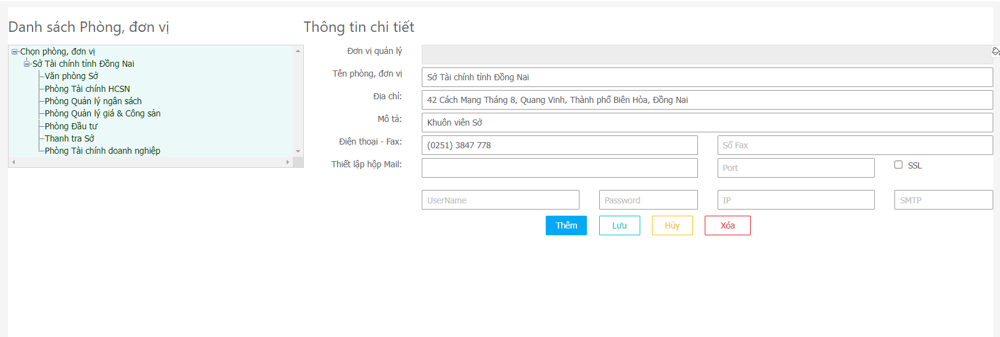 Danh sách Phòng, đơn vị
Chọn phòng, đơn vị
Sở Tài chính tỉnh Đồng Nai
Văn phòng Sở
Phòng Tài chính HCSN
Phòng Quản lý ngân sách
Phòng Quản lý giá & Công sản
Phòng Đầu tư
Thanh tra Sở
Phòng Tài chính doanh nghiệp
Thông tin chi tiết
Đơn vị quản lý
Tên phòng, đơn vị Sở Tài chính tỉnh Đồng Nai
Địa chỉ: 42 Cách Mạng Tháng 8, Quang Vinh, Thành phố Biên Hòa, Đồng Nai
Mô tả: Khuôn viên Sở
Điện thoại - Fax: (0251) 3847 778 Số Fax
Thiết lập hộp Mail: Port SSL
UserName Password IP SMTP
Thêm Lưu Hủy Xóa